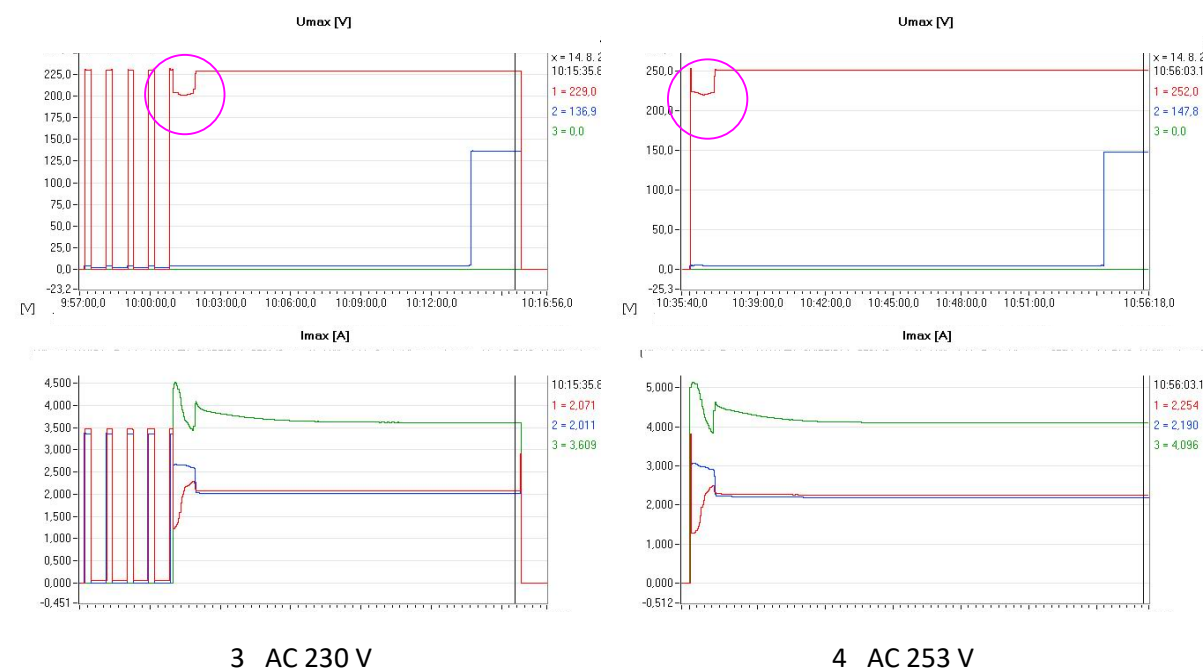 Umax [V]
225,0
200,0
175,0
150,0
125,0
100,0
75,0
50,0
25,0
0,0
-23,2
[V]
9:57:00,0 10:00:00,0 10:03:00,0 10:06:00,0 10:09:00,0 10:12:00,0 10:16:56,0
x = 14. 8. 2
10:15:35.8
1 = 229,0
2 = 136,9
3 = 0,0
Umax [V]
250,0
200,0
150,0
100,0
50,0
0,0
-25,3
[V]
10:35:40,0 10:39:00,0 10:42:00,0 10:45:00,0 10:48:00,0 10:51:00,0 10:56:18,0
x = 14. 8. 2
10:56:03.1
1 = 252,0
2 = 147,8
3 = 0,0
Imax [A]
4,500
4,000
3,500
3,000
2,500
2,000
1,500
1,000
0,500
0,000
-0,451
10:15:35.8
1 = 2,071
2 = 2,011
3 = 3,609
Imax [A]
5,000
4,000
3,000
2,000
1,000
0,000
-0,512
10:56:03.1
1 = 2,254
2 = 2,190
3 = 4,096
3 AC 230 V
4 AC 253 V